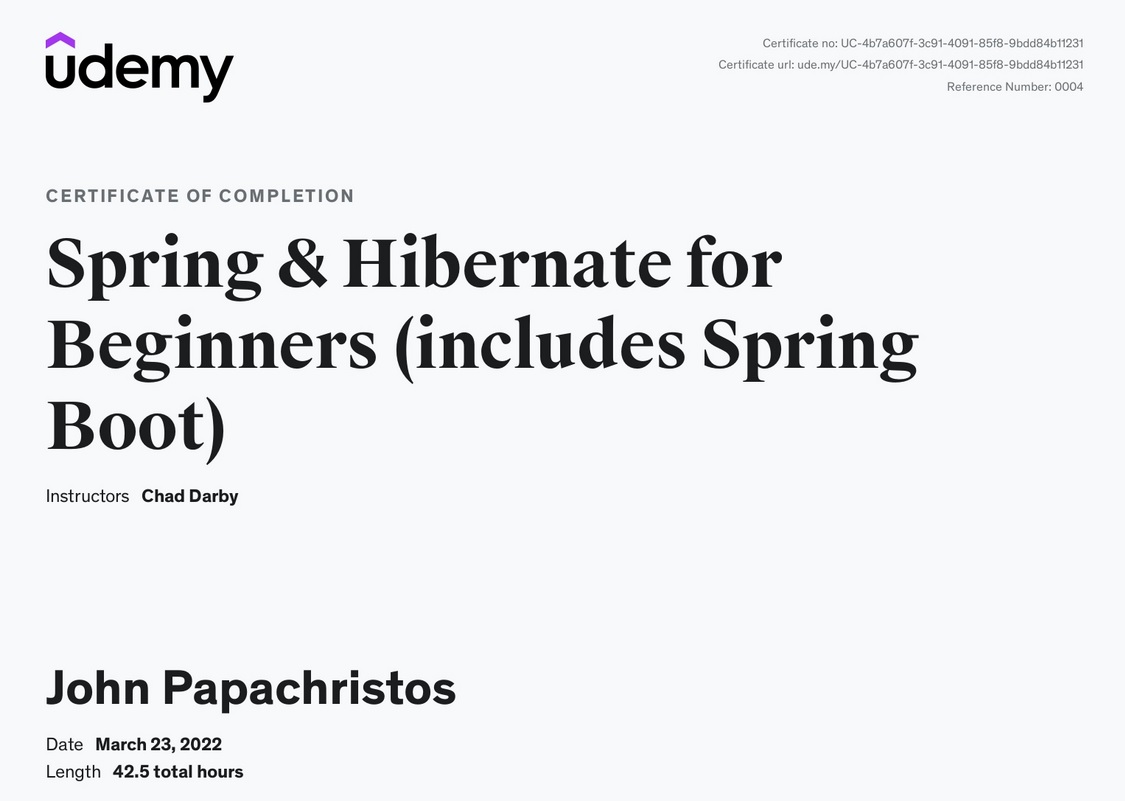 udemy
Certificate no: UC-4b7a607f-3c91-4091-85f8-9bdd84b11231
Certificate url: ude.my/UC-4b7a607f-3c91-4091-85f8-9bdd84b11231
Reference Number: 0004
CERTIFICATE OF COMPLETION
Spring & Hibernate for
Beginners (includes Spring
Boot)
Instructors Chad Darby
John Papachristos
Date March 23, 2022
Length 42.5 total hours